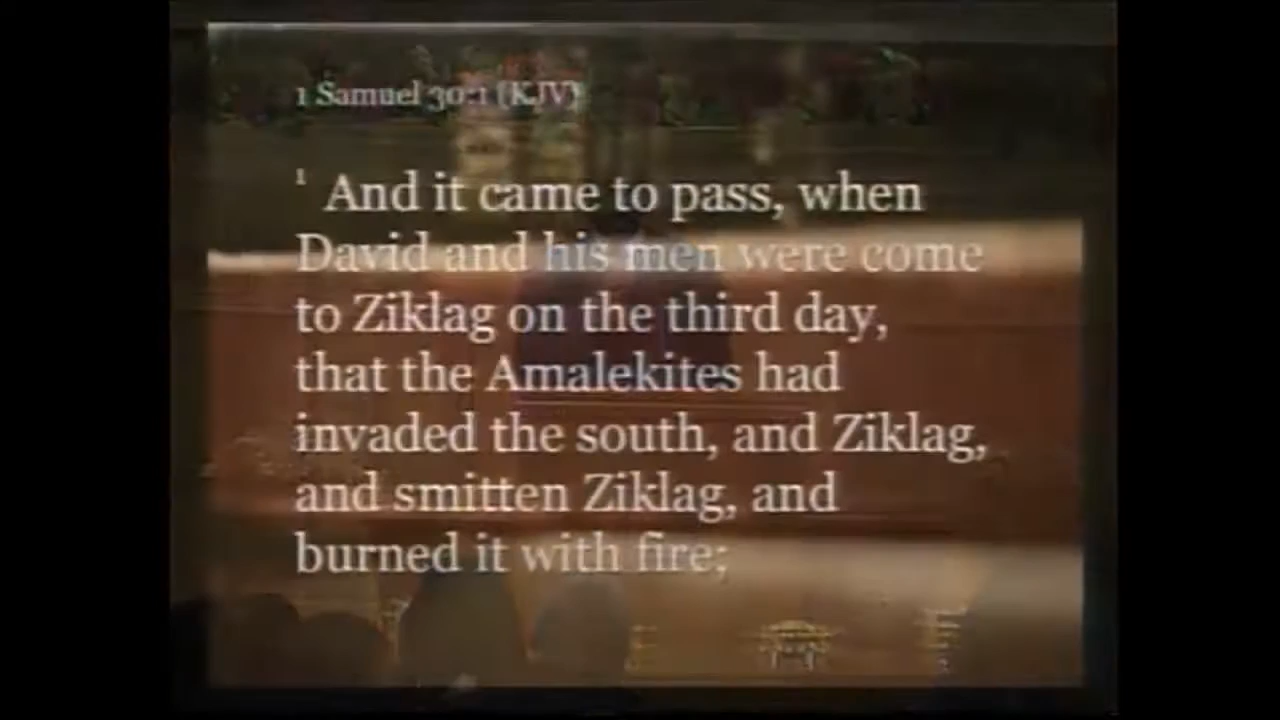 1 Samuel 30:1 (KJV)
1 And it came to pass, when
David and his men were come
to Ziklag on the third day,
that the Amalekites had
invaded the south, and Ziklag,
and smitten Ziklag, and
burned it with fire;